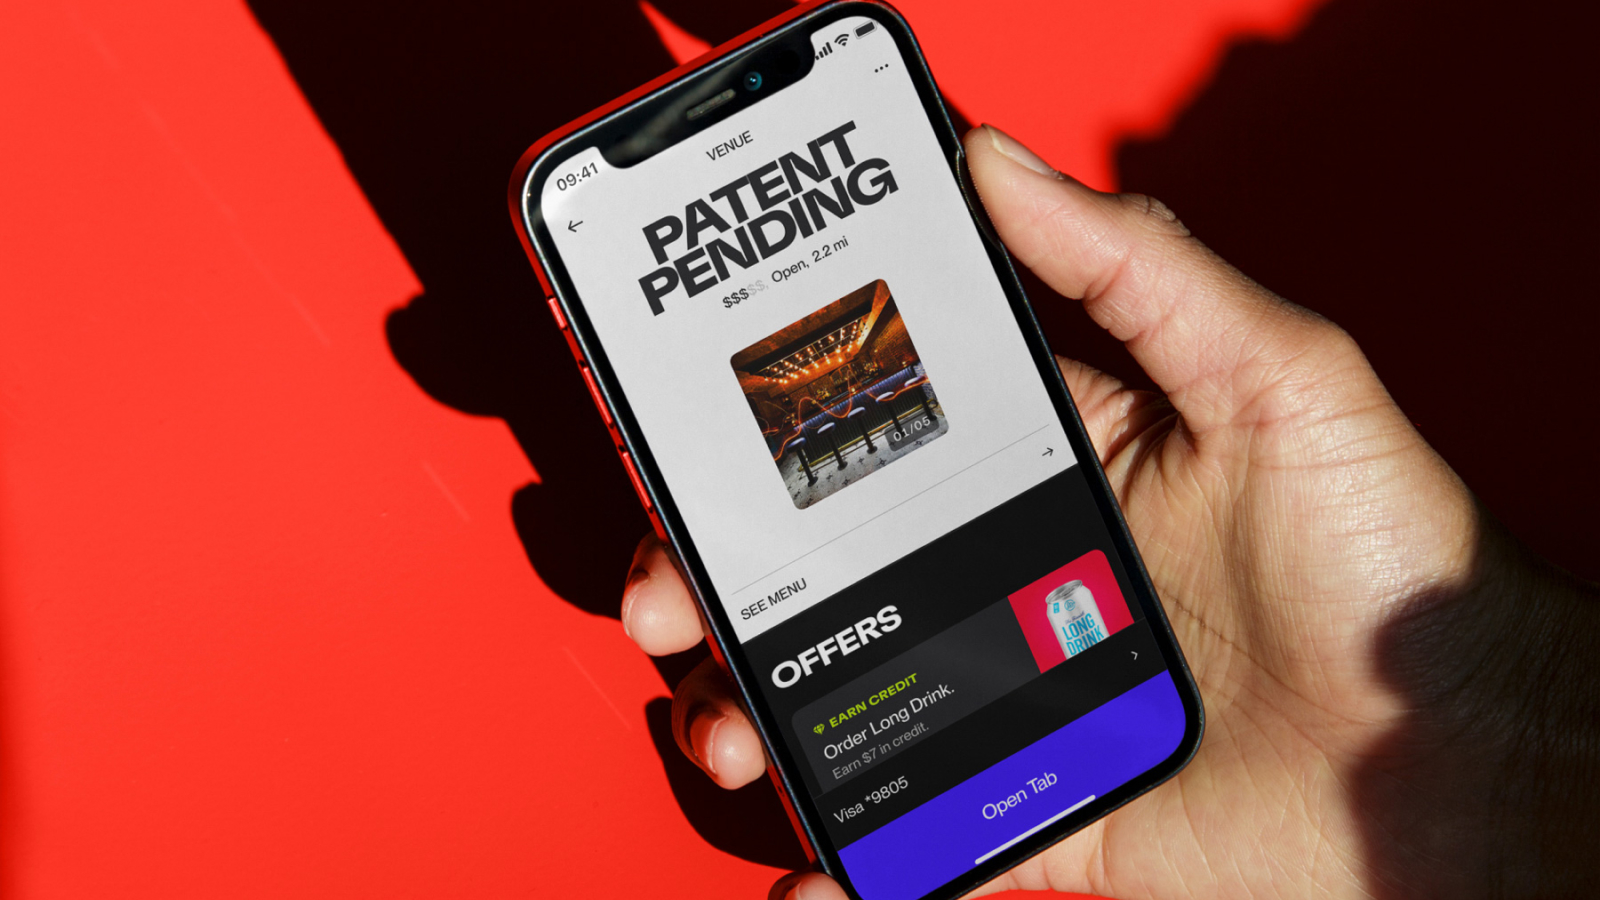 09:41
VENUE
PATENT
PENDING
$$$$$, Open, 2.2 mi
01/05
SEE MENU
OFFERS
EARN CREDIT
Order Long Drink.
Earn $7 in credit.
LONG
DRINK
Visa *9805
Open Tab